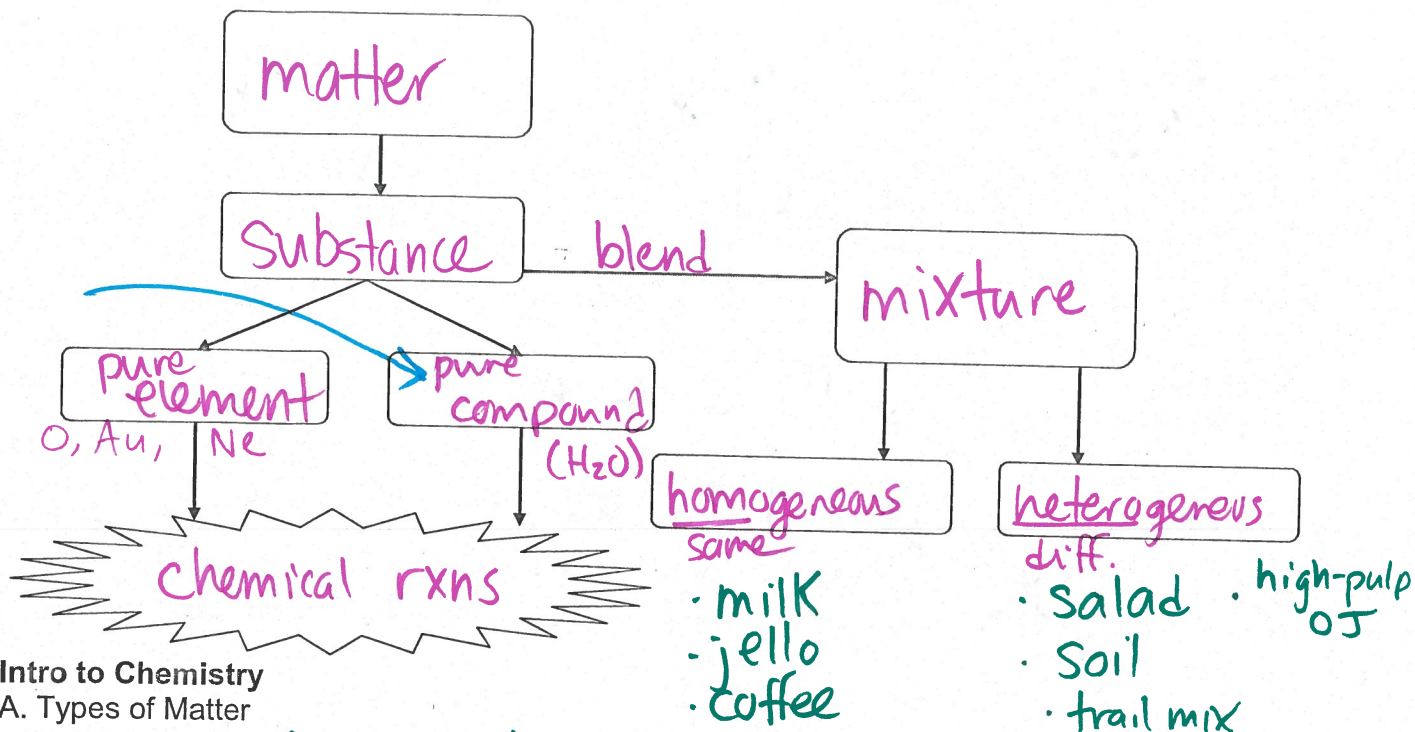 matter
substance
blend
mixture
pure
element
O, Au, Ne
pure
compound
(H₂O)
homogeneous
same
heterogeneus
diff.
chemical rxns
· milk
- jello
· coffee
· salad
· soil
· trail mix
· high-pulp
OJ
Intro to Chemistry
A. Types of Matter